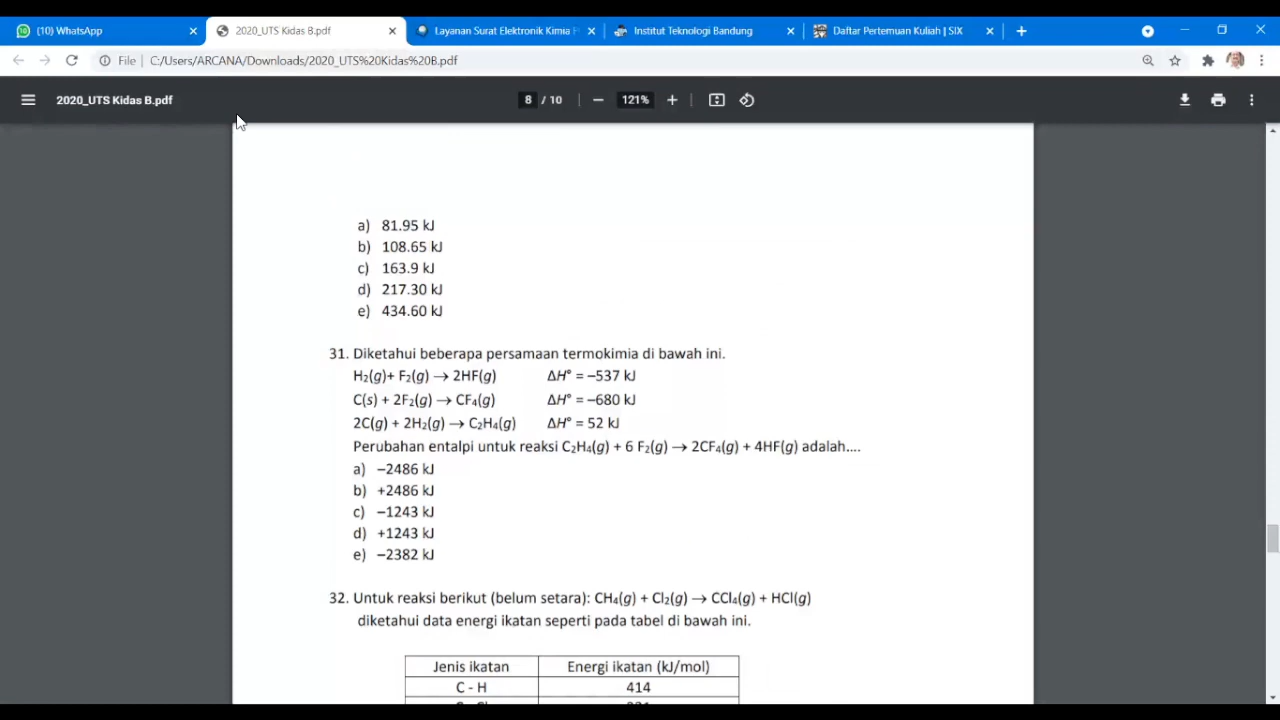 (10) WhatsApp
2020_UTS Kidas B.pdf
Layanan Surat Elektronik Kimia
Institut Teknologi Bandung
Daftar Pertemuan Kuliah | SIX
File | C:/Users/ARCANA/Downloads/2020_UTS%20Kidas%20B.pdf
2020_UTS Kidas B.pdf
8 / 10
121%
a) 81.95 kJ
b) 108.65 kJ
c) 163.9 kJ
d) 217.30 kJ
e) 434.60 kJ
31. Diketahui beberapa persamaan termokimia di bawah ini.
H₂(g)+ F₂(g) → 2HF(g) ΔH° = –537 kJ
C(s) + 2F₂(g) → CF₄(g) ΔH° = –680 kJ
2C(g) + 2H₂(g) → C₂H₄(g) ΔH° = 52 kJ
Perubahan entalpi untuk reaksi C₂H₄(g) + 6 F₂(g) → 2CF₄(g) + 4HF(g) adalah....
a) –2486 kJ
b) +2486 kJ
c) –1243 kJ
d) +1243 kJ
e) –2382 kJ
32. Untuk reaksi berikut (belum setara): CH₄(g) + Cl₂(g) → CCl₄(g) + HCl(g)
diketahui data energi ikatan seperti pada tabel di bawah ini.
Jenis ikatan Energi ikatan (kJ/mol)
C - H 414